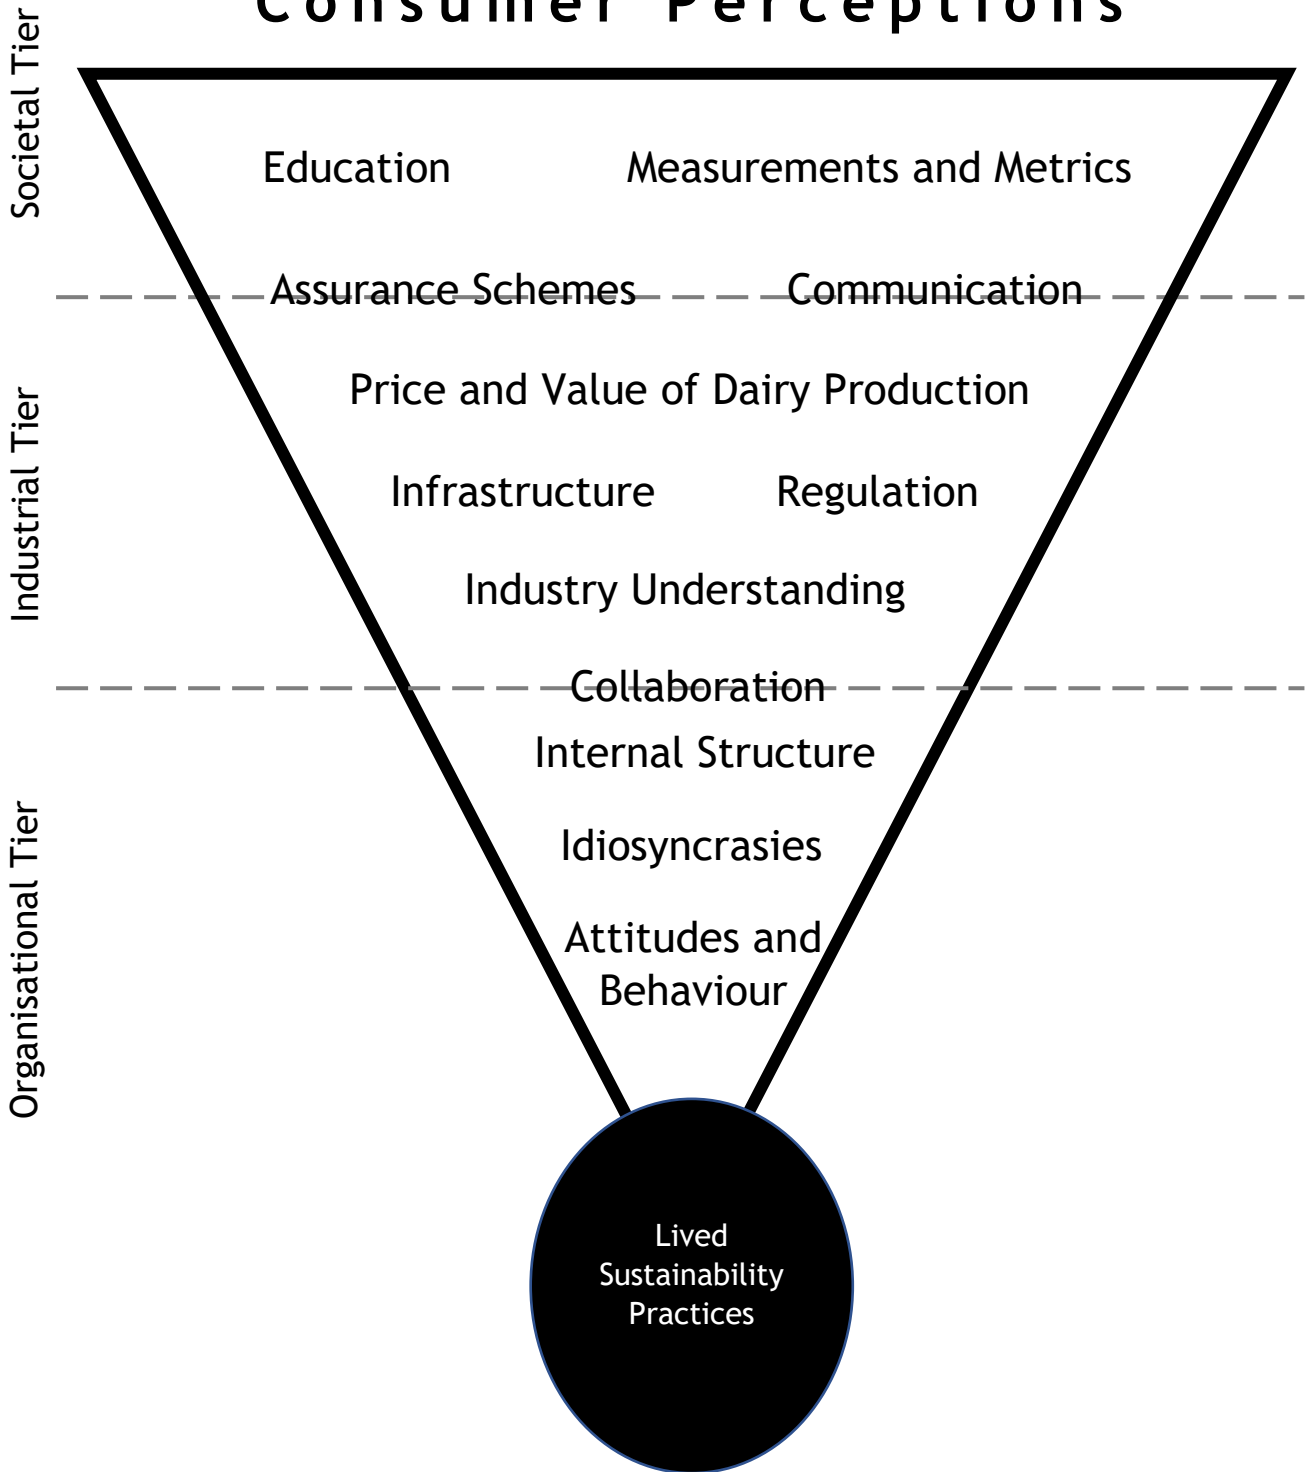 Consumer Perceptions
Societal Tier
Education Measurements and Metrics
Assurance Schemes Communication
Industrial Tier
Price and Value of Dairy Production
Infrastructure Regulation
Industry Understanding
Collaboration
Organisational Tier
Internal Structure
Idiosyncrasies
Attitudes and
Behaviour
Lived
Sustainability
Practices